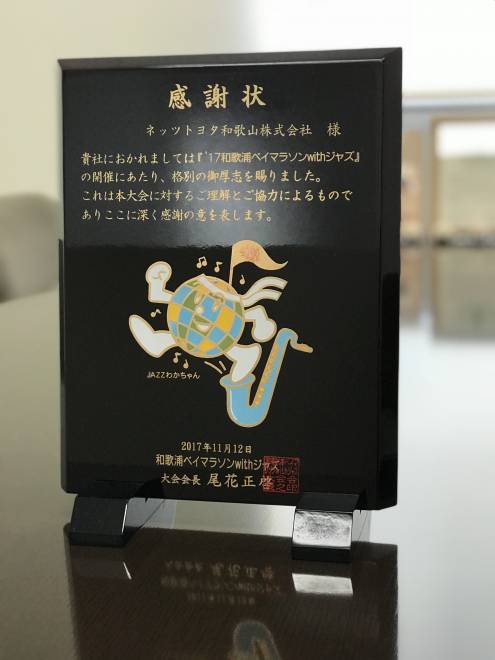 感謝状
ネッツトヨタ和歌山株式会社 様
貴社におかれましては『'17和歌浦ベイマラソンwithジャズ』
の開催にあたり、格別の御厚志を賜りました。
これは本大会に対するご理解とご協力によるもので
ありここに深く感謝の意を表します。
JAZZわかちゃん
2017年11月12日
和歌浦ベイマラソンwithジャズ
大会会長 尾花正啓